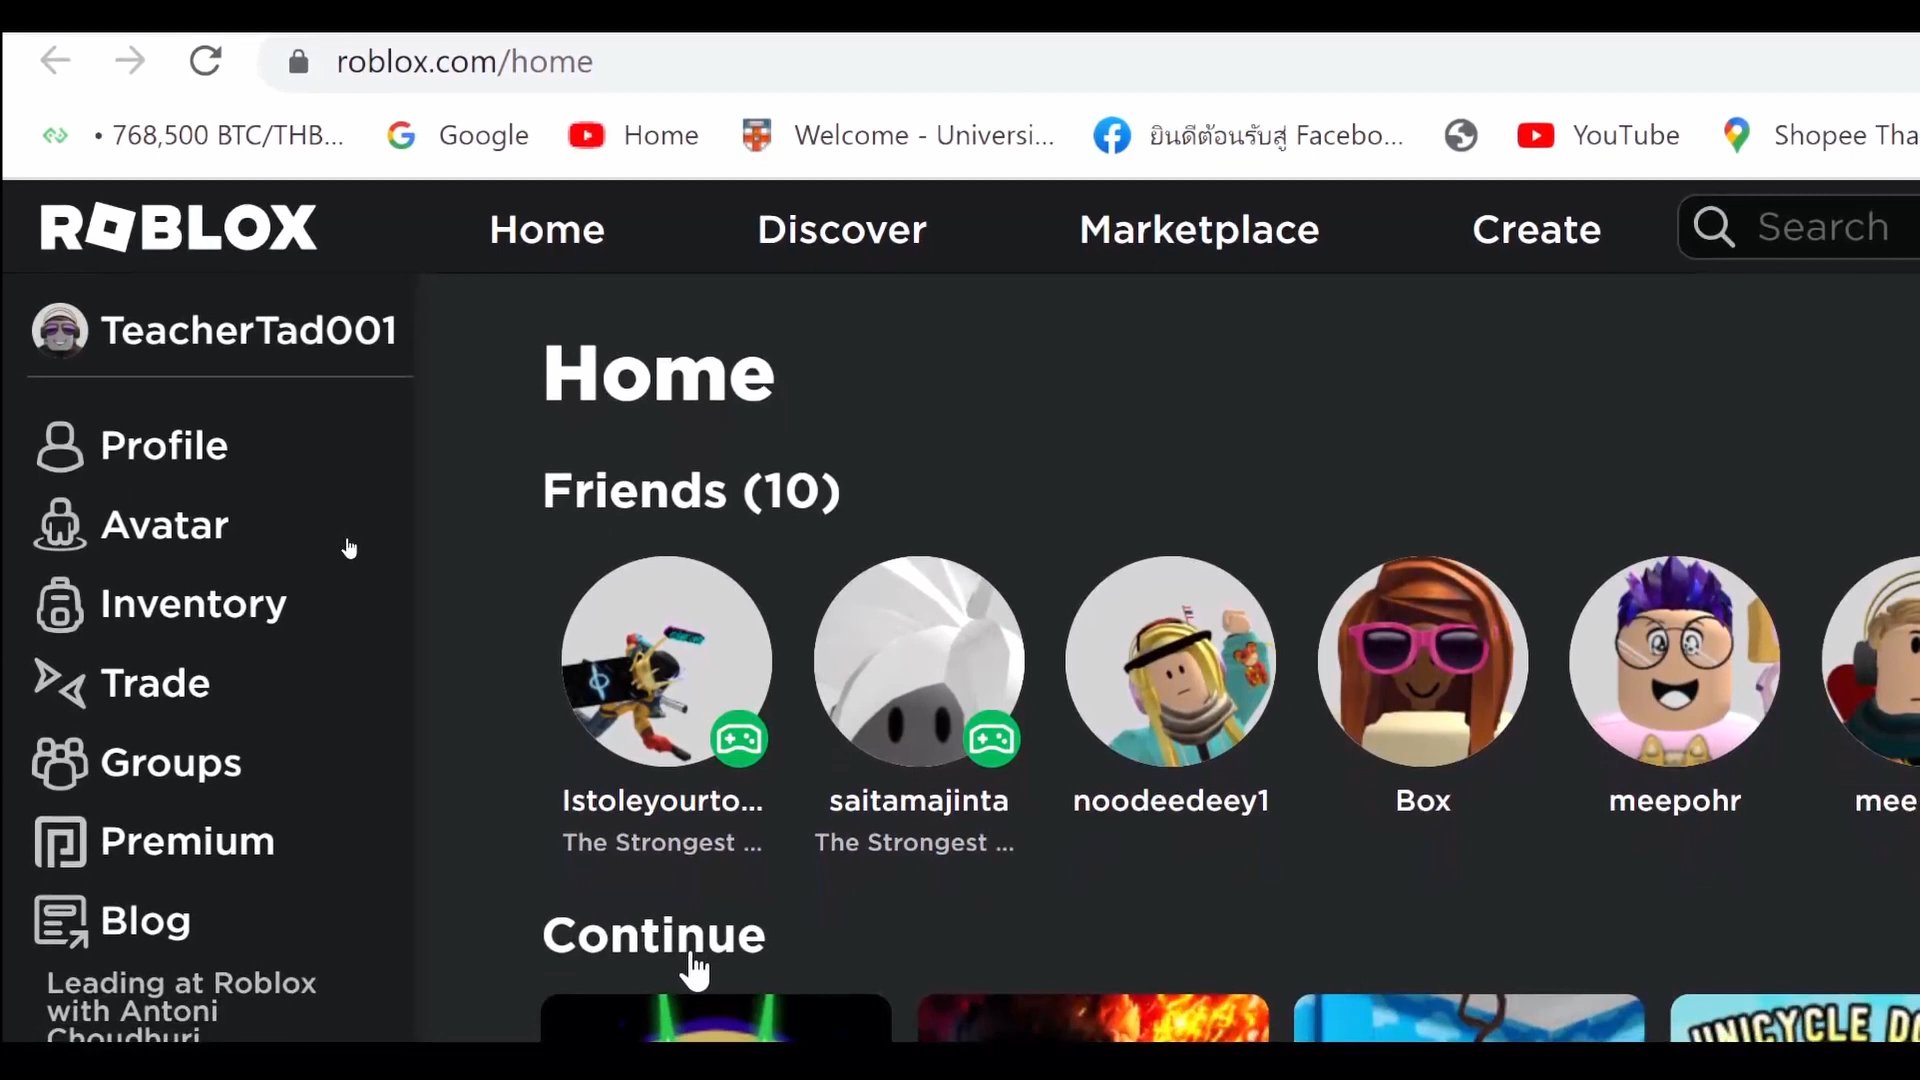 roblox.com/home
• 768,500 BTC/THB...
Google
Home
Welcome - Universi...
ยินดีต้อนรับสู่ Facebo...
YouTube
Shopee Tha
ROBLOX
Home
Discover
Marketplace
Create
Search
TeacherTad001
Profile
Avatar
Inventory
Trade
Groups
Premium
Blog
Leading at Roblox
with Antoni
Choudhuri
Home
Friends (10)
Istoleyourto...
The Strongest ...
saitamajinta
The Strongest ...
noodeedeey1
Box
meepohr
mee
Continue
UNICYCLE